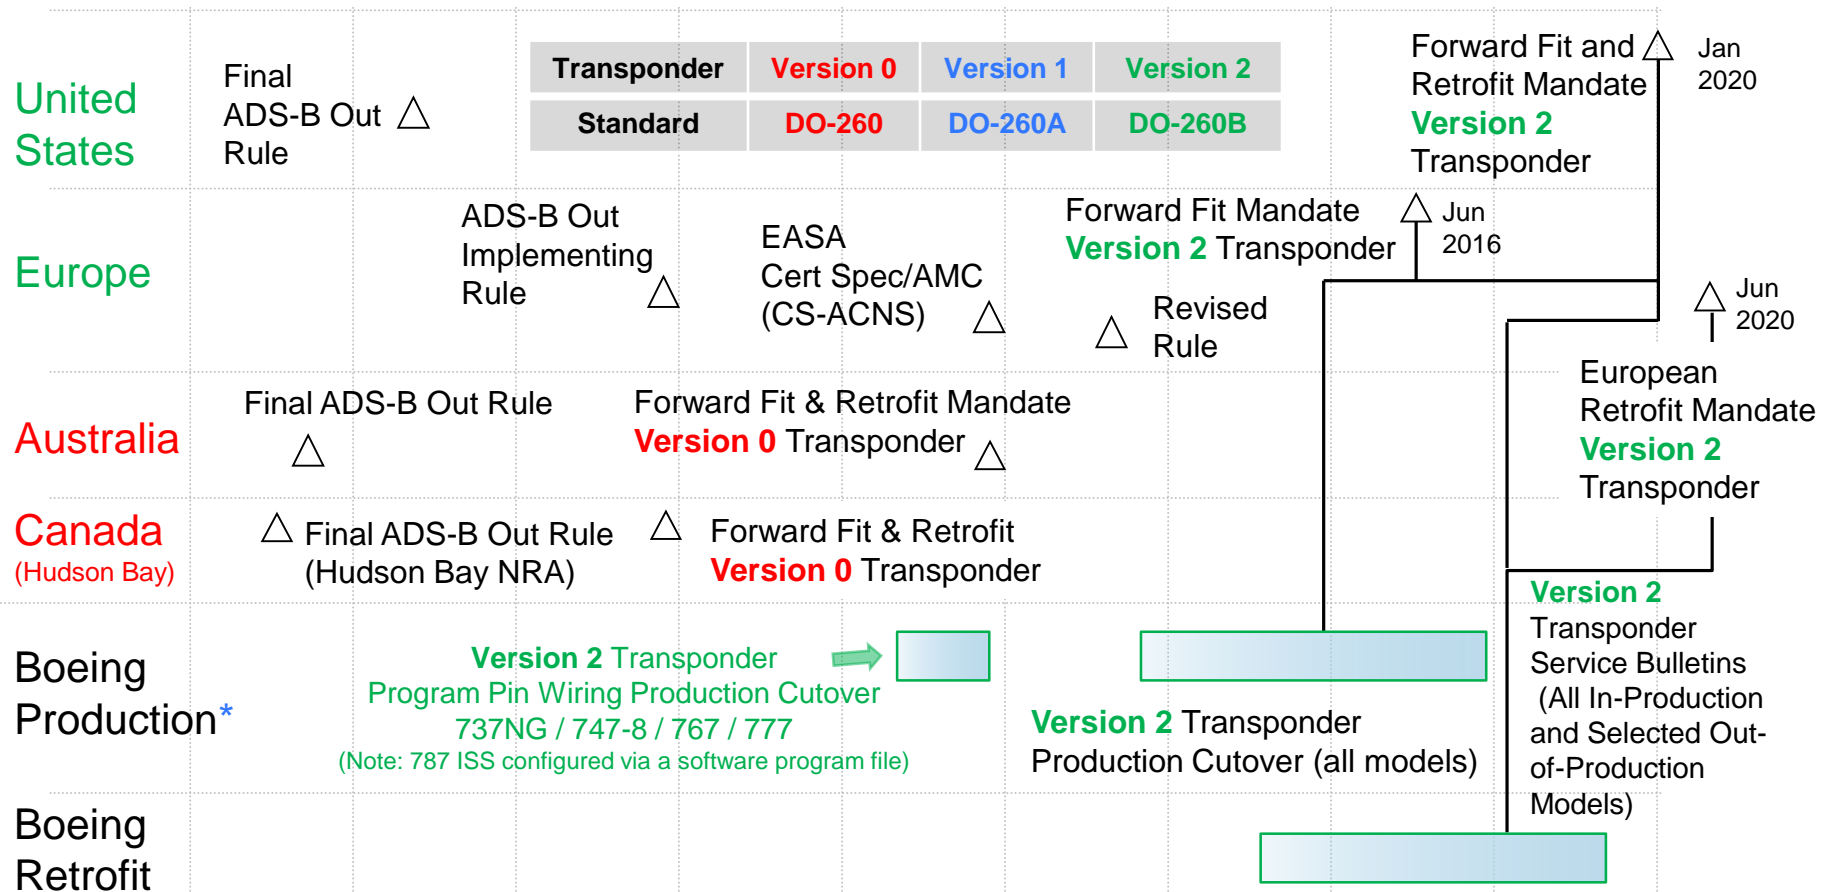 United
States
Final
ADS-B Out
Rule
Transponder Version 0 Version 1 Version 2
Standard DO-260 DO-260A DO-260B
Forward Fit and
Retrofit Mandate
Version 2
Transponder
Jan
2020
Europe
ADS-B Out
Implementing
Rule
EASA
Cert Spec/AMC
(CS-ACNS)
Forward Fit Mandate
Version 2 Transponder
Jun
2016
Revised
Rule
Jun
2020
European
Retrofit Mandate
Version 2
Transponder
Australia
Final ADS-B Out Rule
Forward Fit & Retrofit Mandate
Version 0 Transponder
Canada
(Hudson Bay)
Final ADS-B Out Rule
(Hudson Bay NRA)
Forward Fit & Retrofit
Version 0 Transponder
Boeing
Production*
Version 2 Transponder
Program Pin Wiring Production Cutover
737NG / 747-8 / 767 / 777
(Note: 787 ISS configured via a software program file)
Version 2 Transponder
Production Cutover (all models)
Version 2
Transponder
Service Bulletins
(All In-Production
and Selected Out-
of-Production
Models)
Boeing
Retrofit